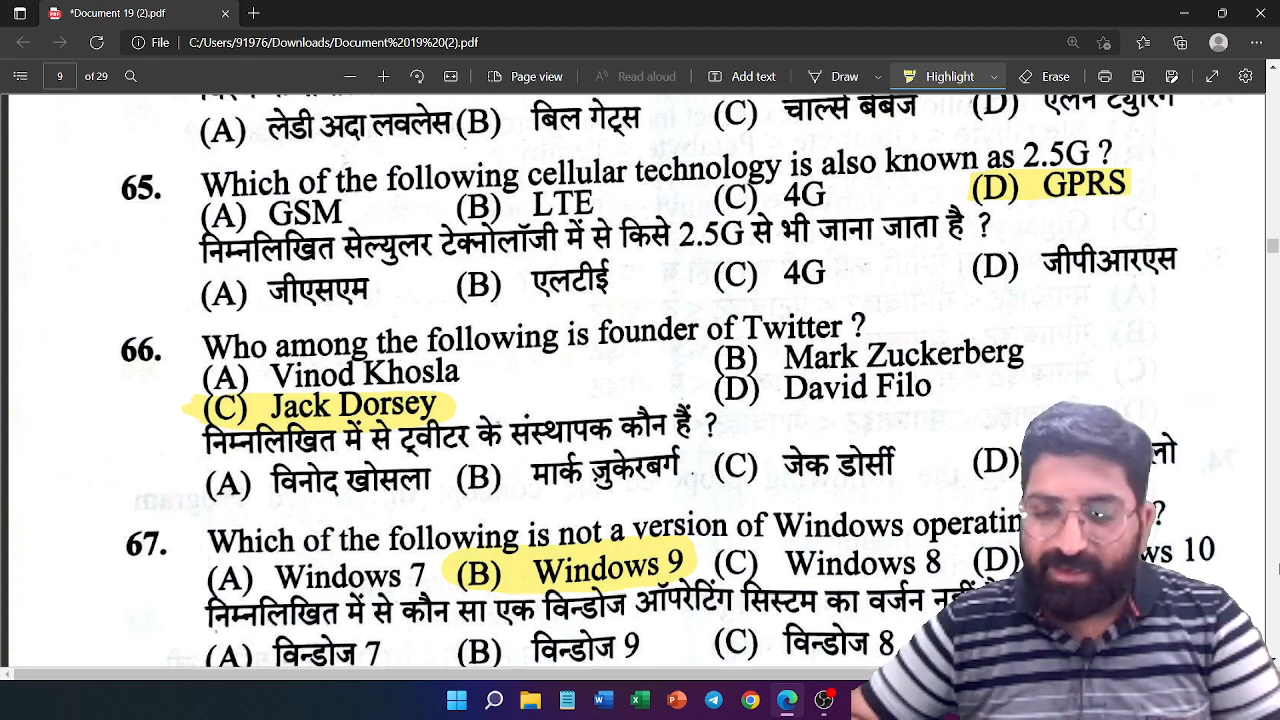 *Document 19 (2).pdf
File C:/Users/91976/Downloads/Document%2019%20(2).pdf
9 of 29 Page view Read aloud Add text Draw Highlight Erase
(A) लेडी अदा लवलेस (B) बिल गेट्स (C) चार्ल्स बेबेज (D) एलन ट्युरिंग
65. Which of the following cellular technology is also known as 2.5G ?
(A) GSM (B) LTE (C) 4G (D) GPRS
निम्नलिखित सेल्युलर टेक्नोलॉजी में से किसे 2.5G से भी जाना जाता है ?
(A) जीएसएम (B) एलटीई (C) 4G (D) जीपीआरएस
66. Who among the following is founder of Twitter ?
(A) Vinod Khosla (B) Mark Zuckerberg
(C) Jack Dorsey (D) David Filo
निम्नलिखित में से ट्वीटर के संस्थापक कौन हैं ?
(A) विनोद खोसला (B) मार्क ज़ुकेरबर्ग (C) जेक डोर्सी (D)
67. Which of the following is not a version of Windows ?
(A) Windows 7 (B) Windows 9 (C) Windows 8 (D) 10
निम्नलिखित में से कौन सा एक विन्डोज ऑपरेटिंग सिस्टम का वर्जन
(A) विन्डोज 7 (B) विन्डोज 9 (C) विन्डोज 8